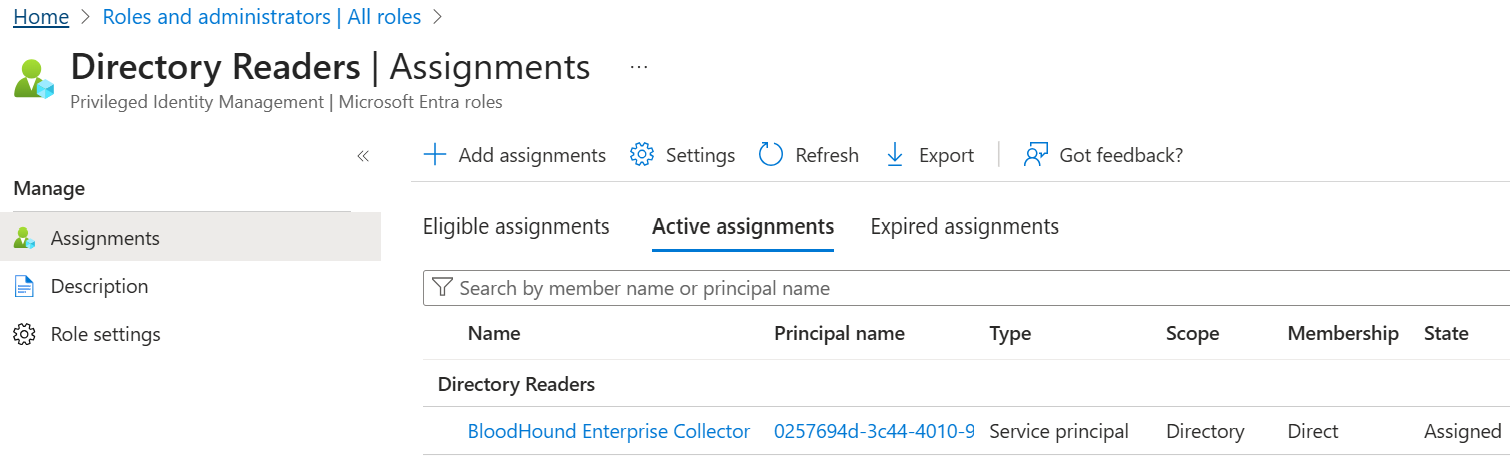 Home > Roles and administrators | All roles >
Directory Readers | Assignments ...
Privileged Identity Management | Microsoft Entra roles
«
Manage
Assignments
Description
Role settings
+ Add assignments Settings Refresh Export | Got feedback?
Eligible assignments Active assignments Expired assignments
Search by member name or principal name
Name Principal name Type Scope Membership State
Directory Readers
BloodHound Enterprise Collector 0257694d-3c44-4010-9 Service principal Directory Direct Assigned